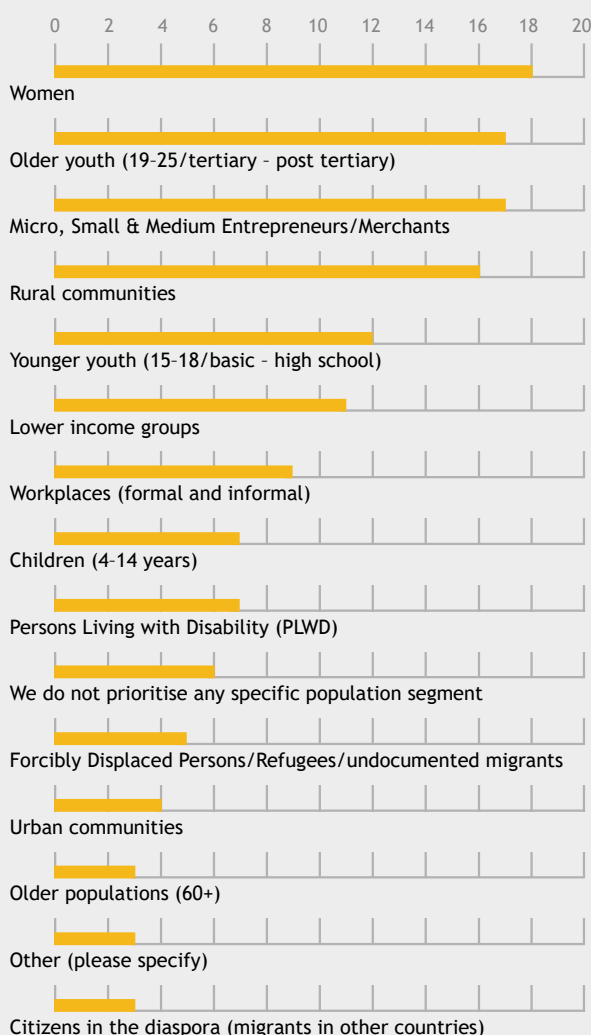 0 2 4 6 8 10 12 14 16 18 20
Women
Older youth (19–25/tertiary – post tertiary)
Micro, Small & Medium Entrepreneurs/Merchants
Rural communities
Younger youth (15–18/basic – high school)
Lower income groups
Workplaces (formal and informal)
Children (4–14 years)
Persons Living with Disability (PLWD)
We do not prioritise any specific population segment
Forcibly Displaced Persons/Refugees/undocumented migrants
Urban communities
Older populations (60+)
Other (please specify)
Citizens in the diaspora (migrants in other countries)